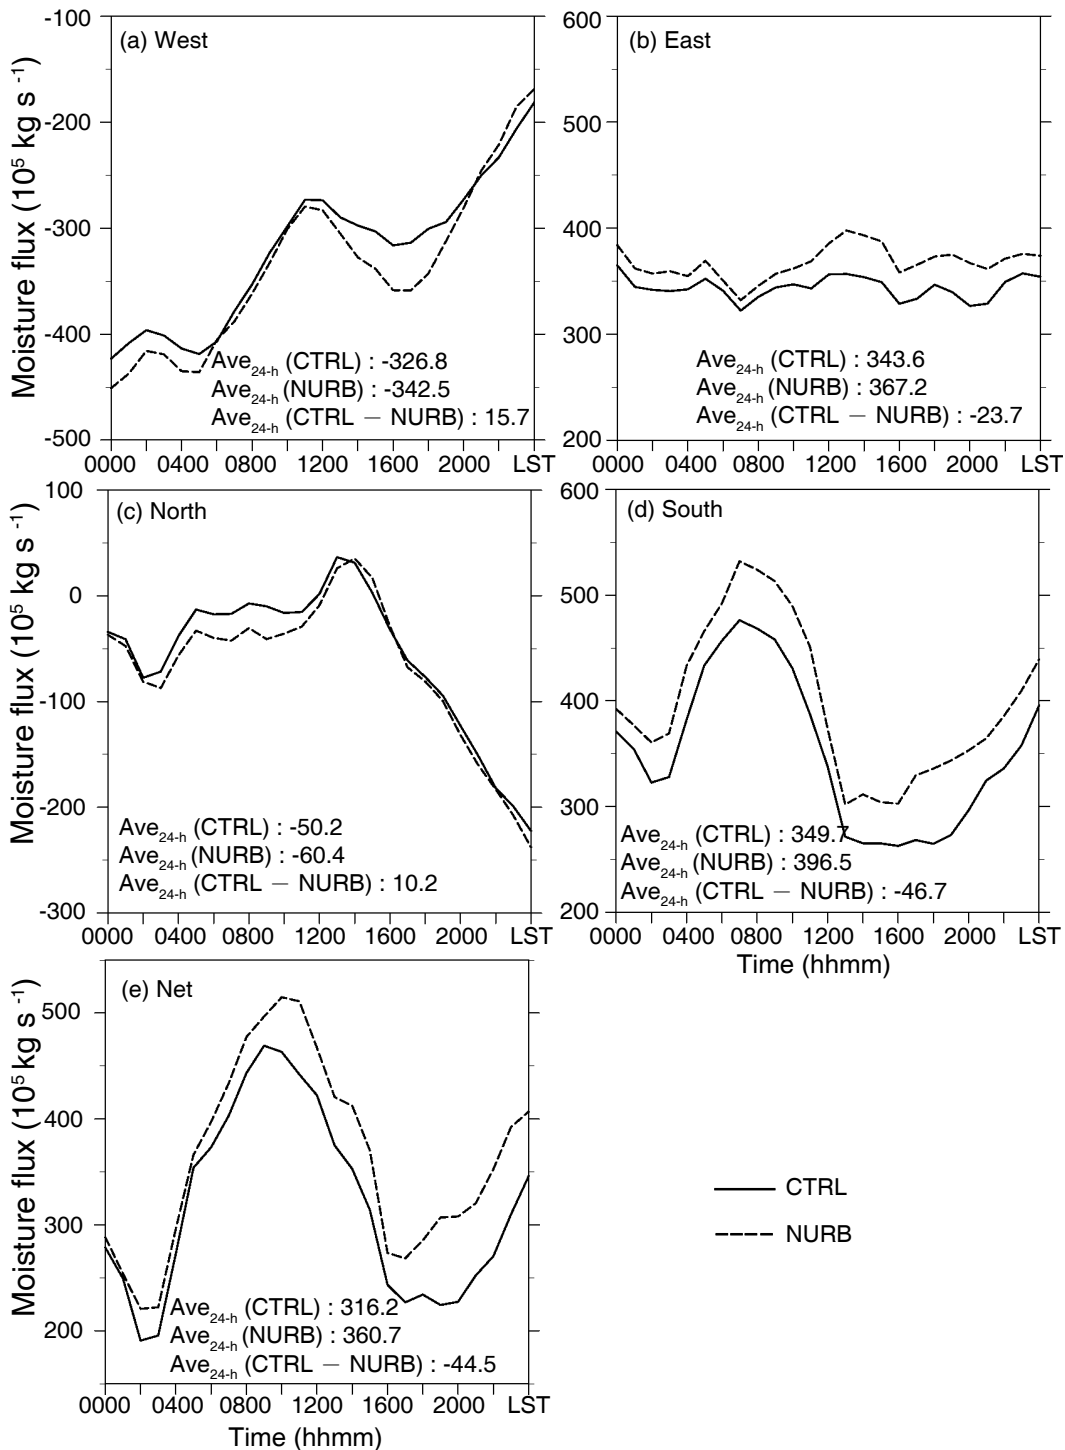 (a) West
Moisture flux (10⁵ kg s ⁻¹)
-100
-200
-300
-400
-500
Ave24-h (CTRL) : -326.8
Ave24-h (NURB) : -342.5
Ave24-h (CTRL − NURB) : 15.7
0000 0400 0800 1200 1600 2000 LST
(b) East
600
500
400
300
200
Ave24-h (CTRL) : 343.6
Ave24-h (NURB) : 367.2
Ave24-h (CTRL − NURB) : -23.7
0000 0400 0800 1200 1600 2000 LST
(c) North
Moisture flux (10⁵ kg s ⁻¹)
100
0
-100
-200
-300
Ave24-h (CTRL) : -50.2
Ave24-h (NURB) : -60.4
Ave24-h (CTRL − NURB) : 10.2
0000 0400 0800 1200 1600 2000 LST
(d) South
600
500
400
300
200
Ave24-h (CTRL) : 349.7
Ave24-h (NURB) : 396.5
Ave24-h (CTRL − NURB) : -46.7
0000 0400 0800 1200 1600 2000 LST
Time (hhmm)
(e) Net
Moisture flux (10⁵ kg s ⁻¹)
500
400
300
200
Ave24-h (CTRL) : 316.2
Ave24-h (NURB) : 360.7
Ave24-h (CTRL − NURB) : -44.5
0000 0400 0800 1200 1600 2000 LST
Time (hhmm)
CTRL
NURB